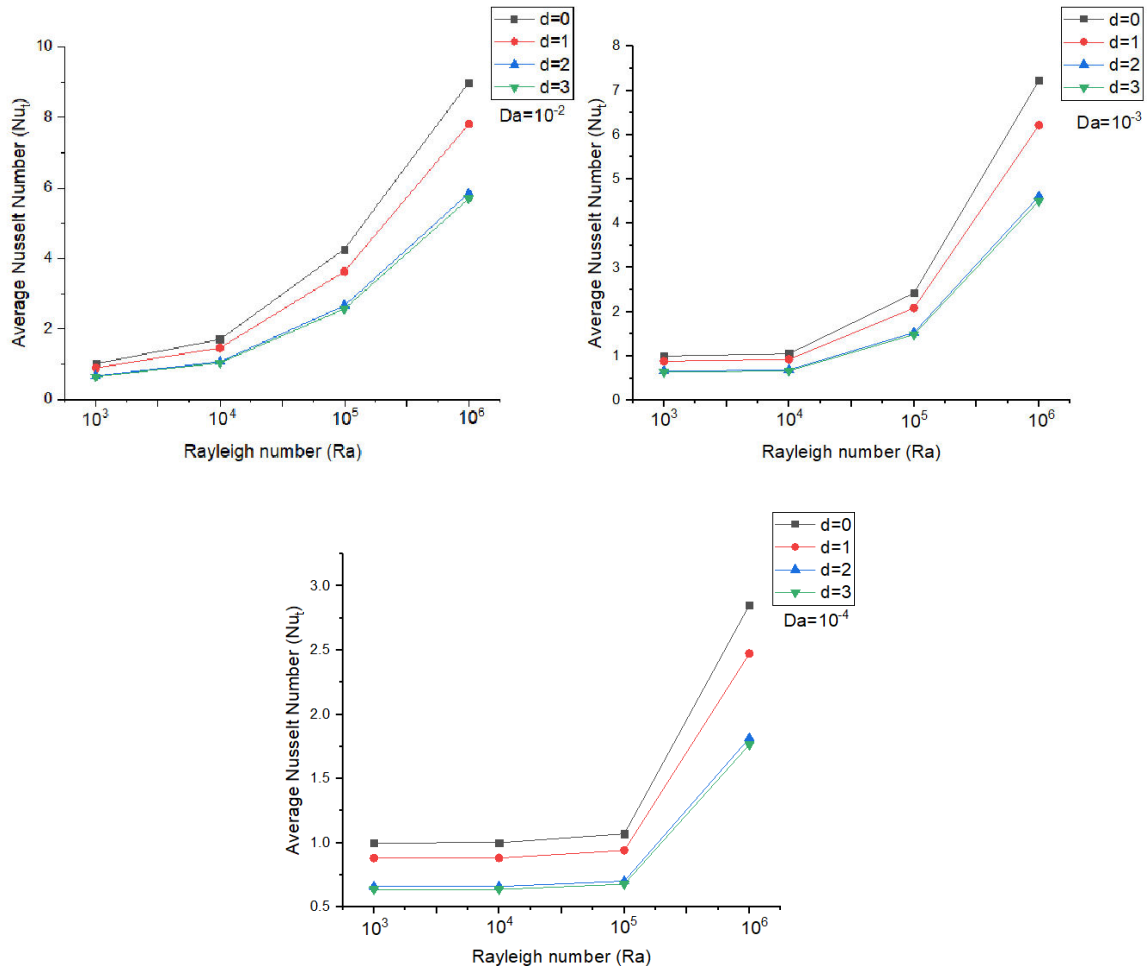 d=0
d=1
d=2
d=3
Da=10⁻²
10
8
6
4
2
0
Average Nusselt Number (Nuₜ)
10³ 10⁴ 10⁵ 10⁶
Rayleigh number (Ra)
d=0
d=1
d=2
d=3
Da=10⁻³
8
7
6
5
4
3
2
1
0
Average Nusselt Number (Nuₜ)
10³ 10⁴ 10⁵ 10⁶
Rayleigh number (Ra)
d=0
d=1
d=2
d=3
Da=10⁻⁴
3.0
2.5
2.0
1.5
1.0
0.5
Average Nusselt Number (Nuₜ)
10³ 10⁴ 10⁵ 10⁶
Rayleigh number (Ra)